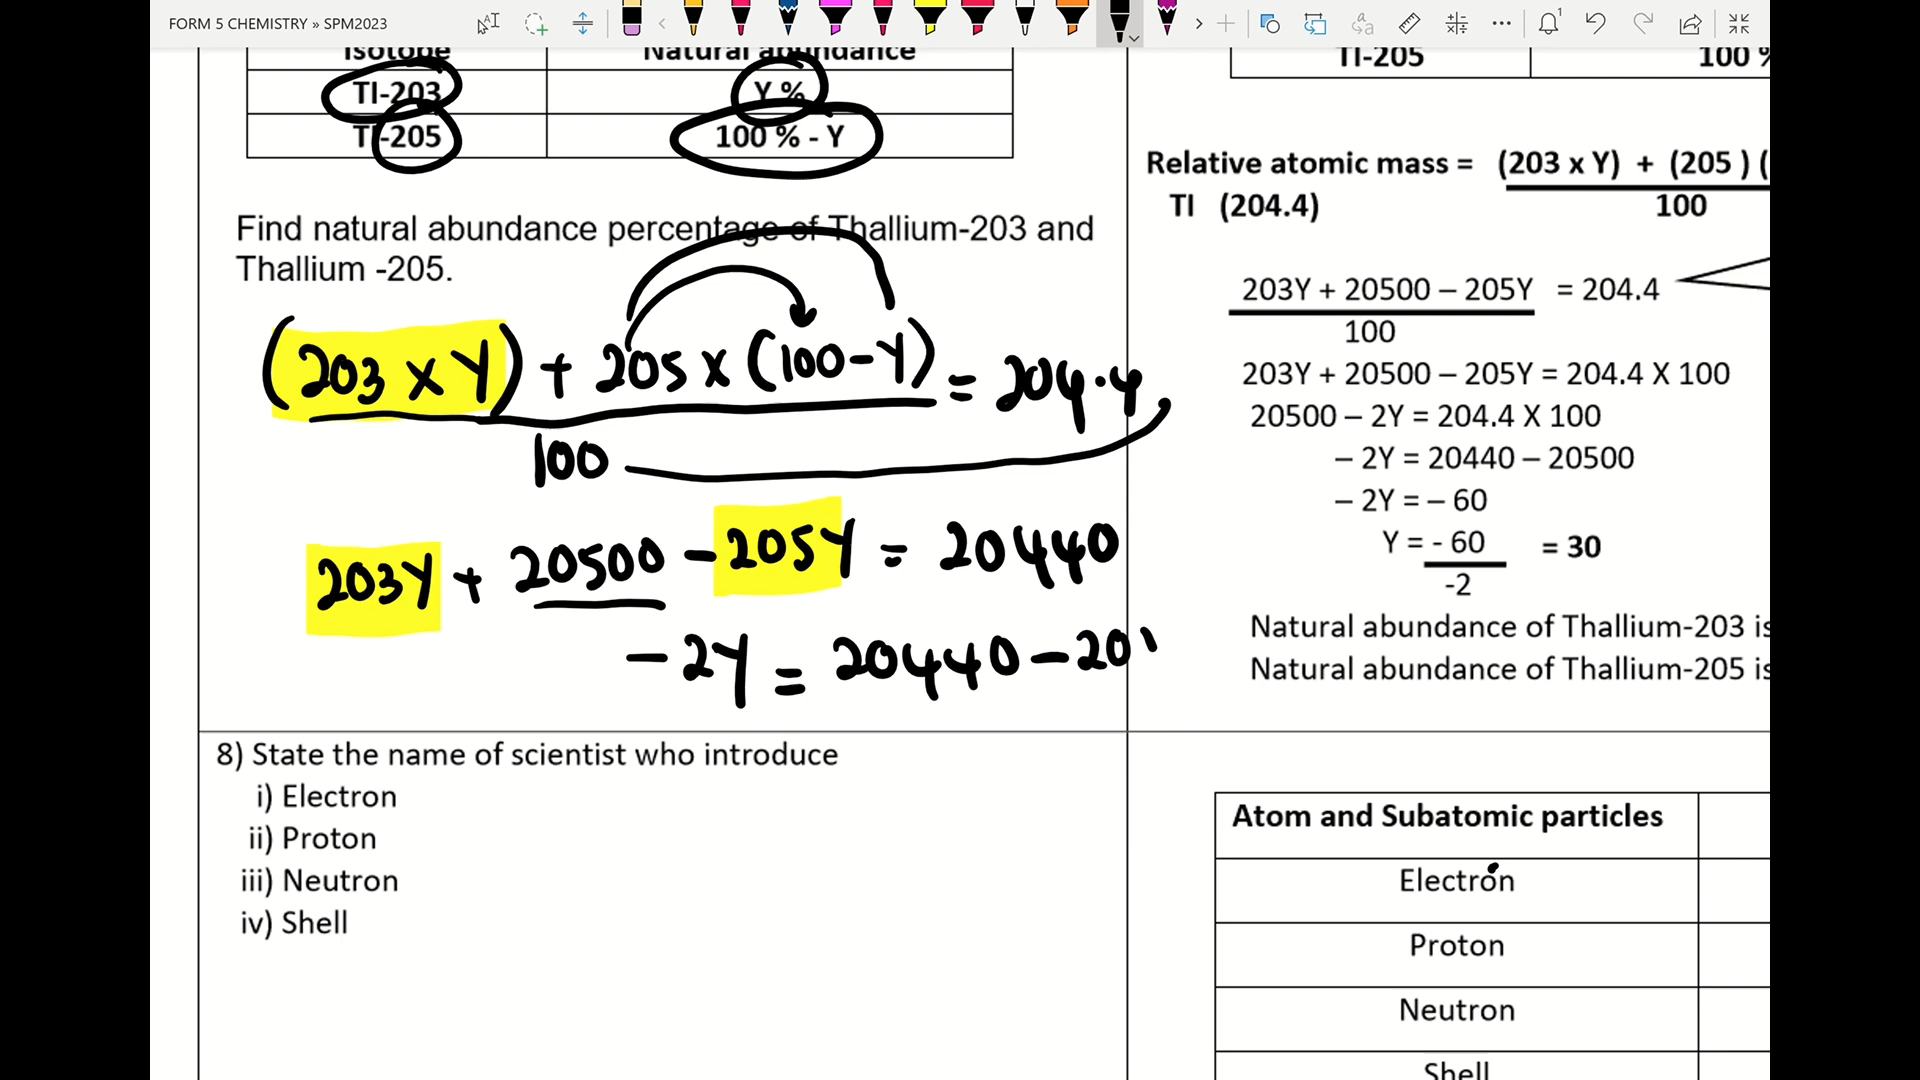 FORM 5 CHEMISTRY » SPM2023
Isotope Natural abundance
TI-203 Y %
TI-205 100 % - Y
Find natural abundance percentage of Thallium-203 and
Thallium -205.
(203 x Y) + 205 x (100 - Y) = 204.4
100
203Y + 20500 - 205Y = 20440
- 2Y = 20440 - 20
8) State the name of scientist who introduce
i) Electron
ii) Proton
iii) Neutron
iv) Shell
TI-205 100 %
Relative atomic mass = (203 x Y) + (205 ) (
TI (204.4) 100
203Y + 20500 – 205Y = 204.4
100
203Y + 20500 – 205Y = 204.4 X 100
20500 – 2Y = 204.4 X 100
– 2Y = 20440 – 20500
– 2Y = – 60
Y = - 60 = 30
-2
Natural abundance of Thallium-203 is
Natural abundance of Thallium-205 is
Atom and Subatomic particles
Electron
Proton
Neutron
Shell